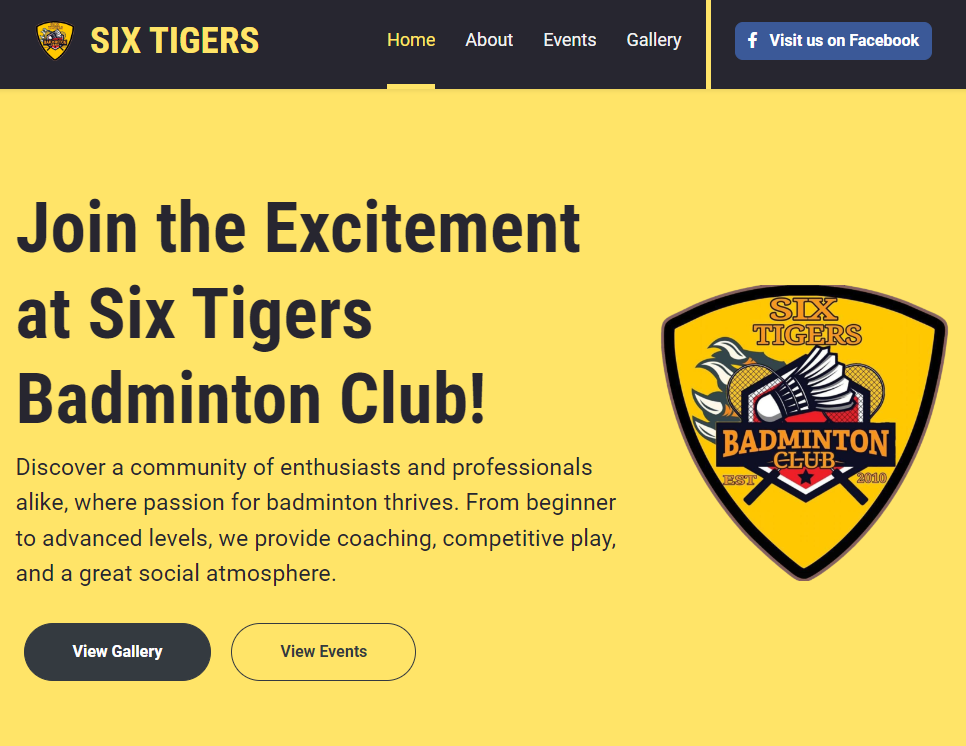 SIX TIGERS
Home About Events Gallery
Visit us on Facebook
Join the Excitement
at Six Tigers
Badminton Club!
Discover a community of enthusiasts and professionals
alike, where passion for badminton thrives. From beginner
to advanced levels, we provide coaching, competitive play,
and a great social atmosphere.
View Gallery
View Events
SIX
TIGERS
BADMINTON
CLUB
EST 2010